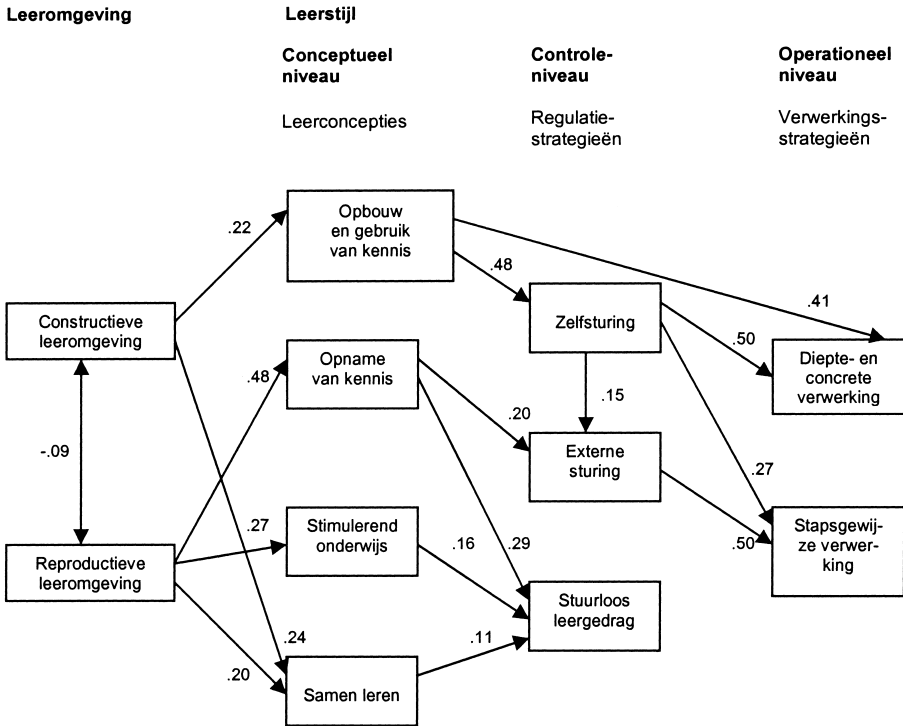 Leeromgeving
Leerstijl
Conceptueel
niveau
Controle-
niveau
Operationeel
niveau
Leerconcepties
Regulatie-
strategieën
Verwerkings-
strategieën
Opbouw
en gebruik
van kennis
.22
.48
.41
Constructieve
leeromgeving
Zelfsturing
.50
Opname
van kennis
.48
Diepte- en
concrete
verwerking
.15
.20
-.09
Externe
sturing
.27
.27
Stimulerend
onderwijs
.16
.29
.50
Stapsgewij-
ze verwer-
king
Reproductieve
leeromgeving
Stuurloos
leergedrag
.24
.11
.20
Samen leren